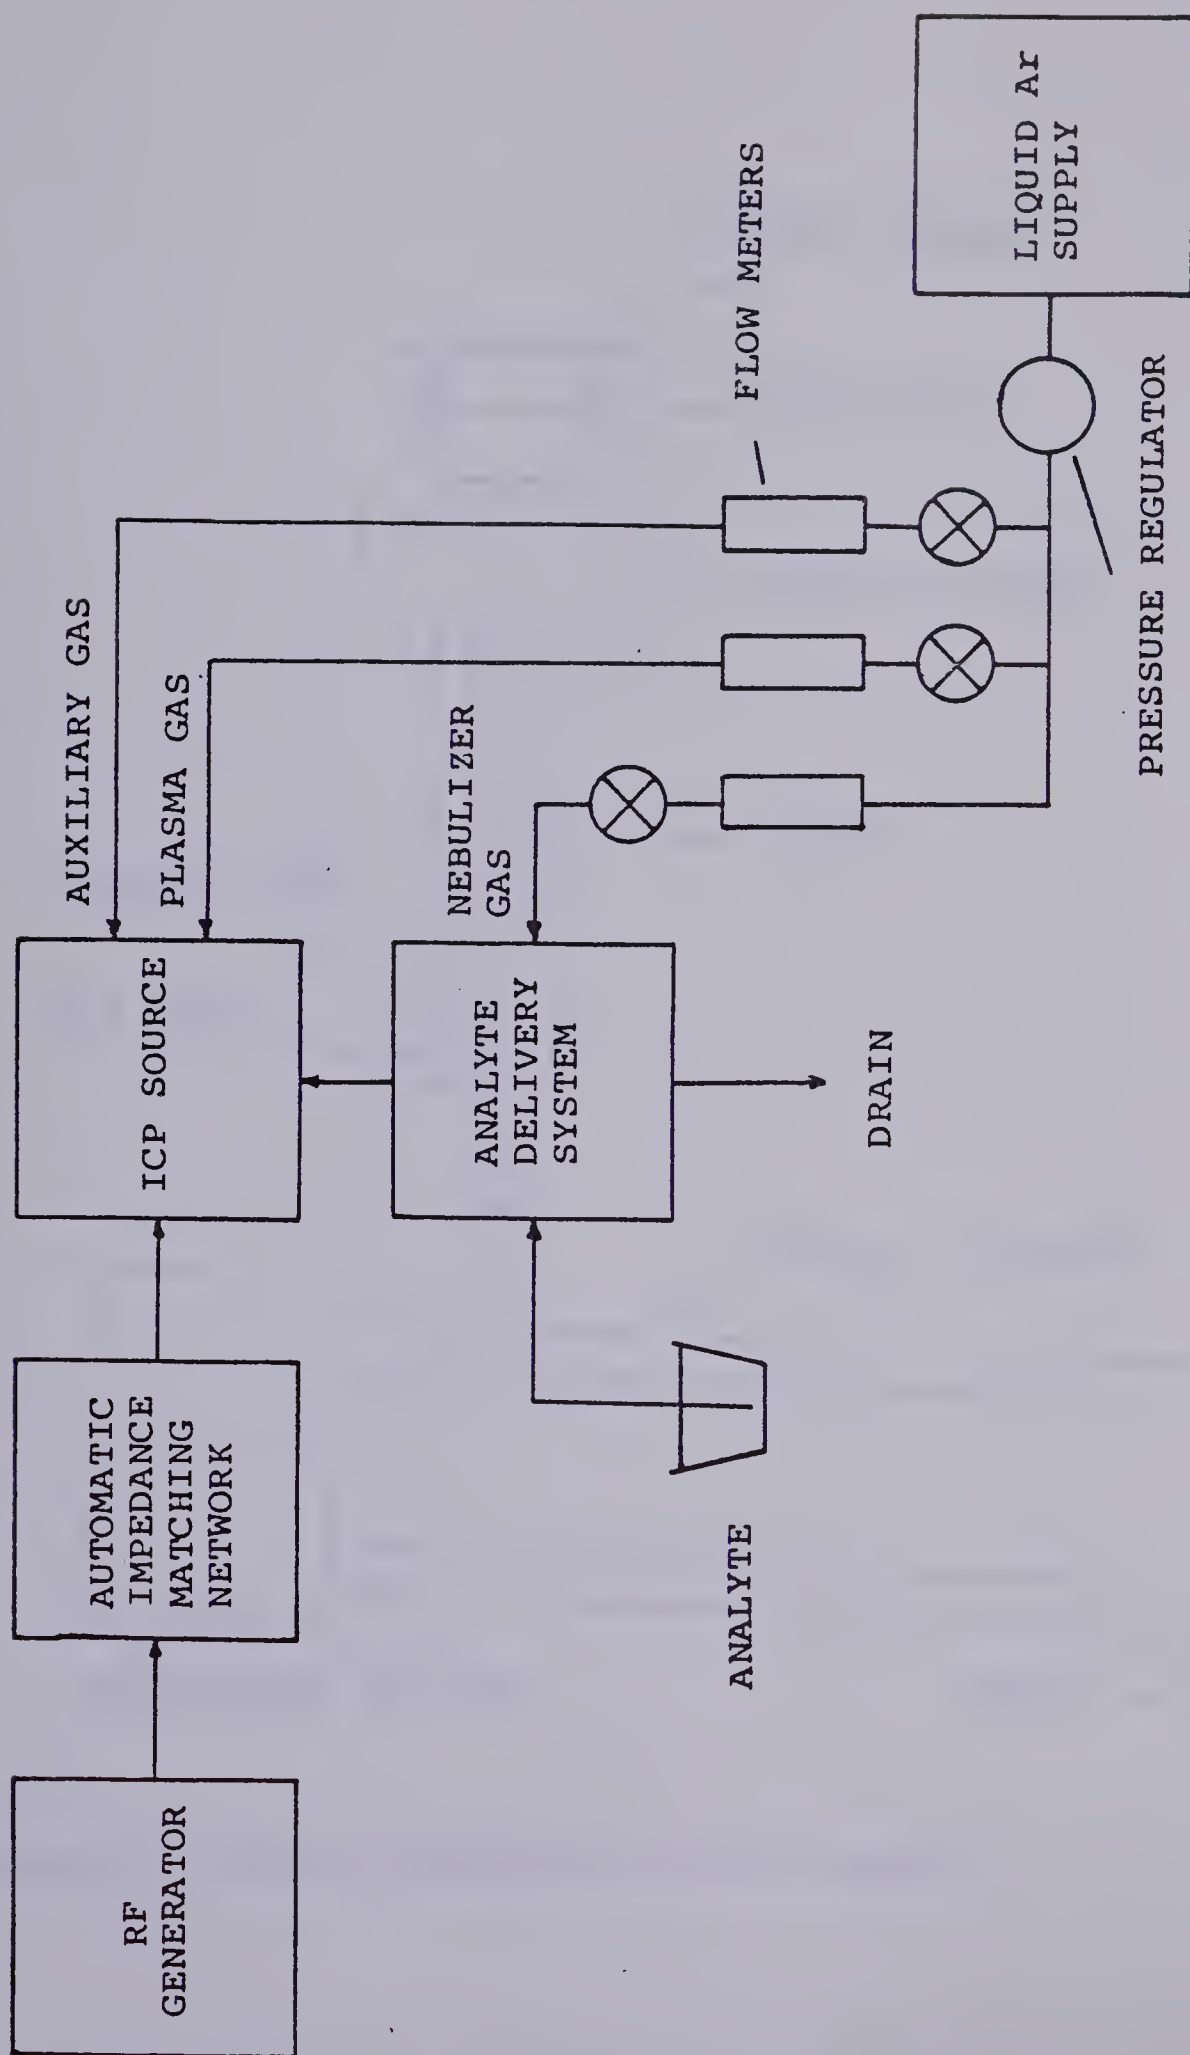 RF
GENERATOR
AUTOMATIC
IMPEDANCE
MATCHING
NETWORK
ICP SOURCE
AUXILIARY GAS
PLASMA GAS
NEBULIZER
GAS
ANALYTE
DELIVERY
SYSTEM
ANALYTE
DRAIN
FLOW METERS
PRESSURE REGULATOR
LIQUID Ar
SUPPLY